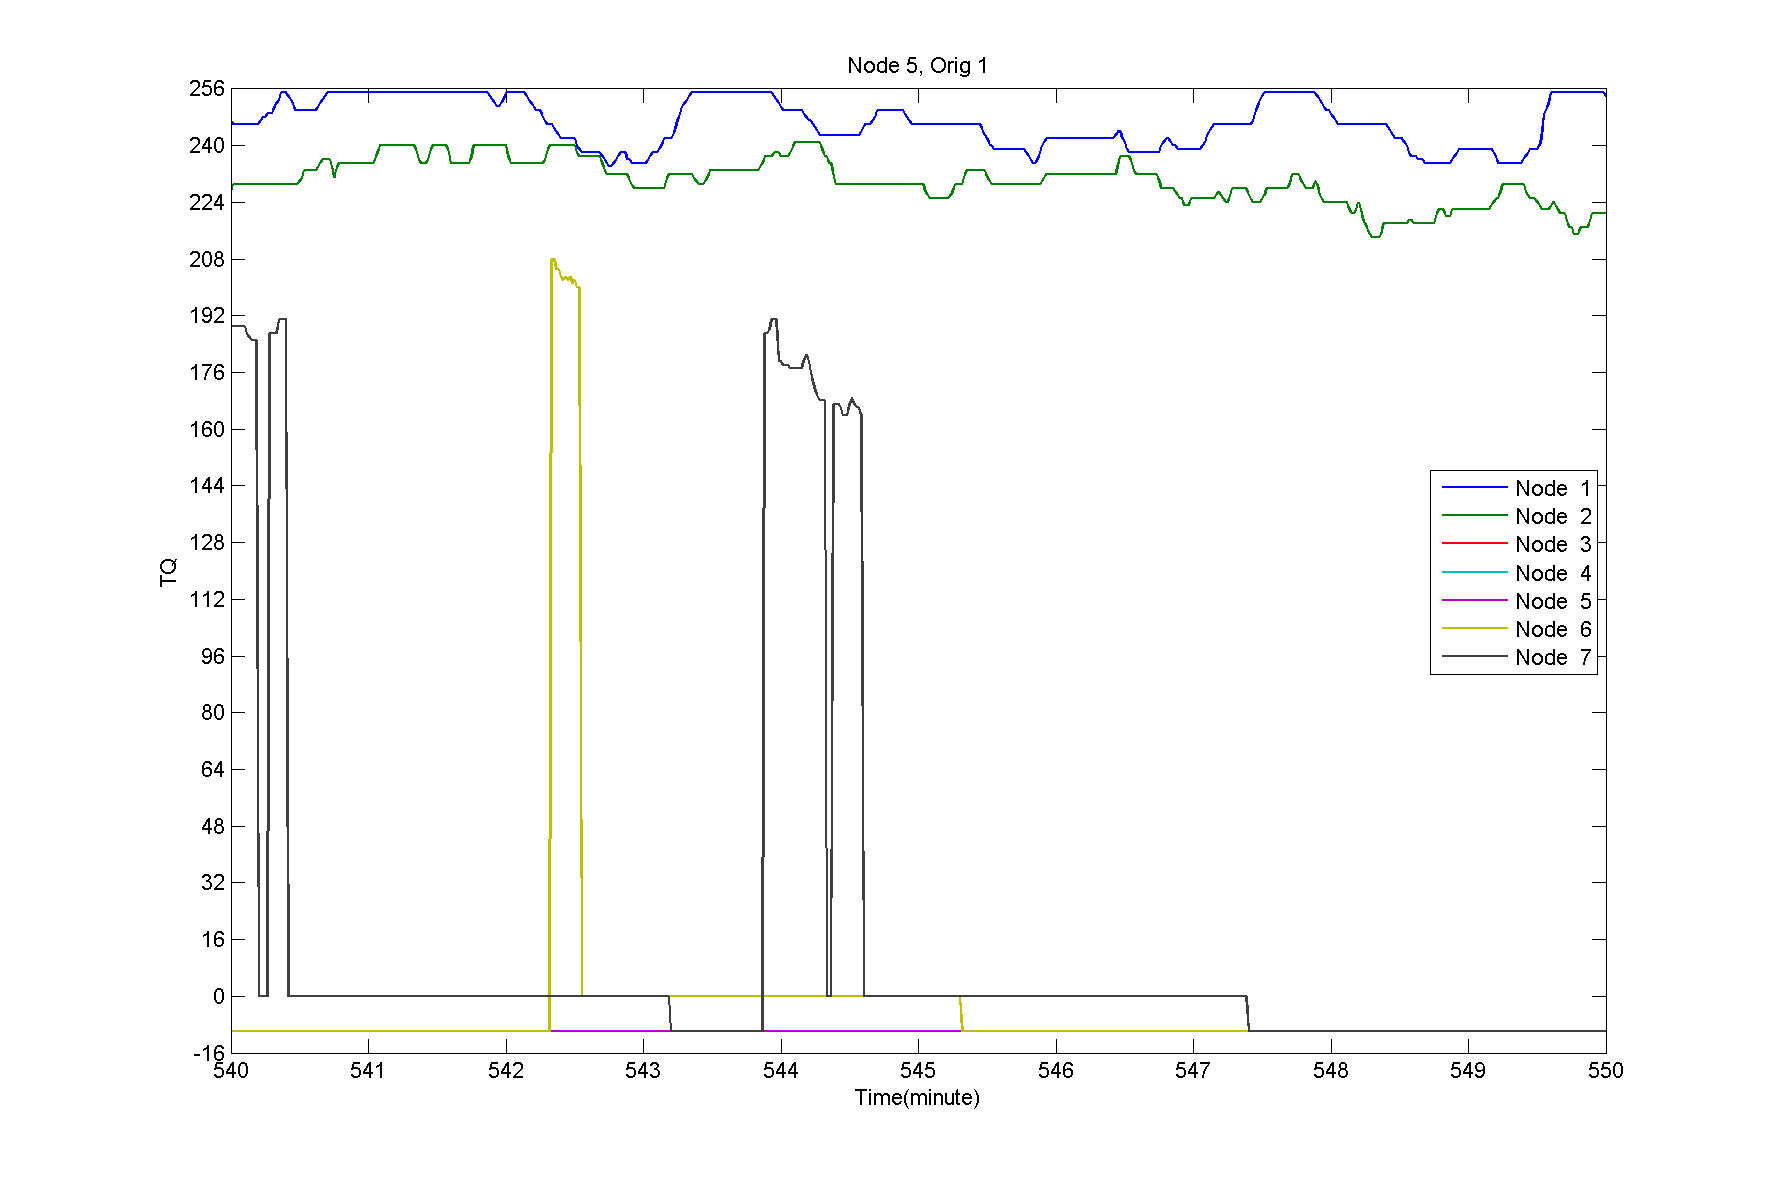 Node 5, Orig 1
256
240
224
208
192
176
160
144
128
112
96
80
64
48
32
16
0
-16
TQ
Node 1
Node 2
Node 3
Node 4
Node 5
Node 6
Node 7
540 541 542 543 544 545 546 547 548 549 550
Time(minute)